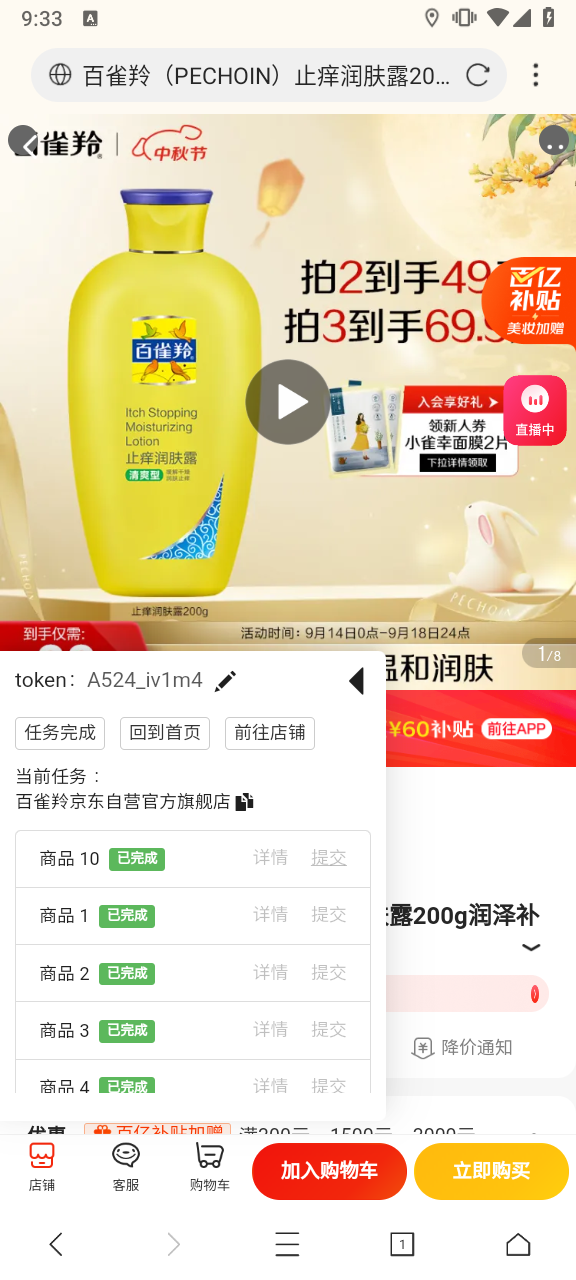 9:33
A
百雀羚（PECHOIN）止痒润肤露20...
百雀羚
中秋节
拍2到手49.
拍3到手69.9
百亿
补贴
美妆加赠
百雀羚
入会享好礼
领新人券
小雀幸面膜2片
下拉详情领取
直播中
Itch Stopping
Moisturizing
Lotion
止痒润肤露
清爽型
PECHOIN
止痒润肤露200g
到手仅需:
活动时间：9月14日0点-9月18日24点
1/8
温和润肤
token： A524_iv1m4
¥60补贴 前往APP
任务完成 回到首页 前往店铺
当前任务：
百雀羚京东自营官方旗舰店
商品 10 已完成 详情 提交
露200g润泽补
商品 1 已完成 详情 提交
商品 2 已完成 详情 提交
商品 3 已完成 详情 提交
降价通知
商品 4 已完成 详情 提交
优惠 百亿补贴加赠 满200元
店铺 客服 购物车 加入购物车 立即购买
1